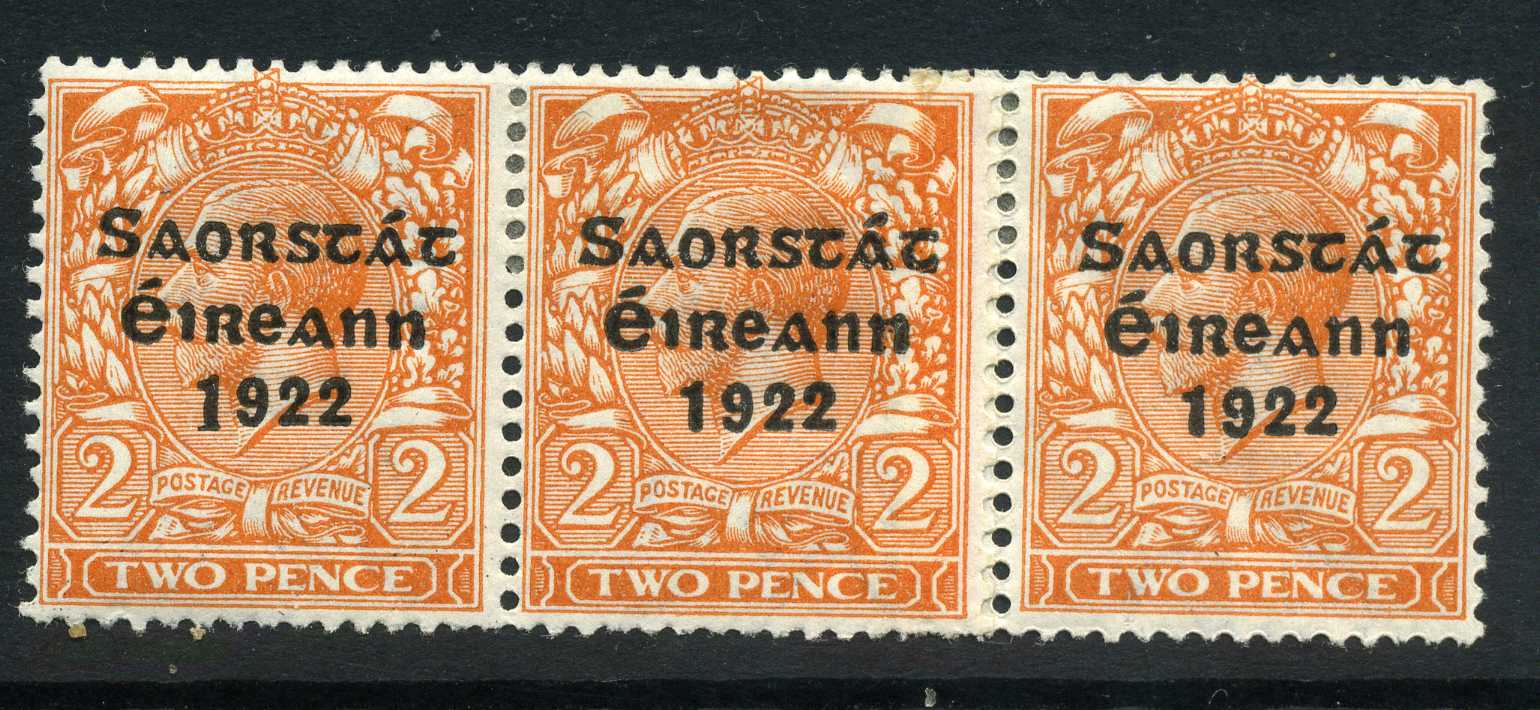 Saorstát
Éireann
1922
2 POSTAGE REVENUE 2
TWO PENCE
Saorstát
Éireann
1922
2 POSTAGE REVENUE 2
TWO PENCE
Saorstát
Éireann
1922
2 POSTAGE REVENUE 2
TWO PENCE